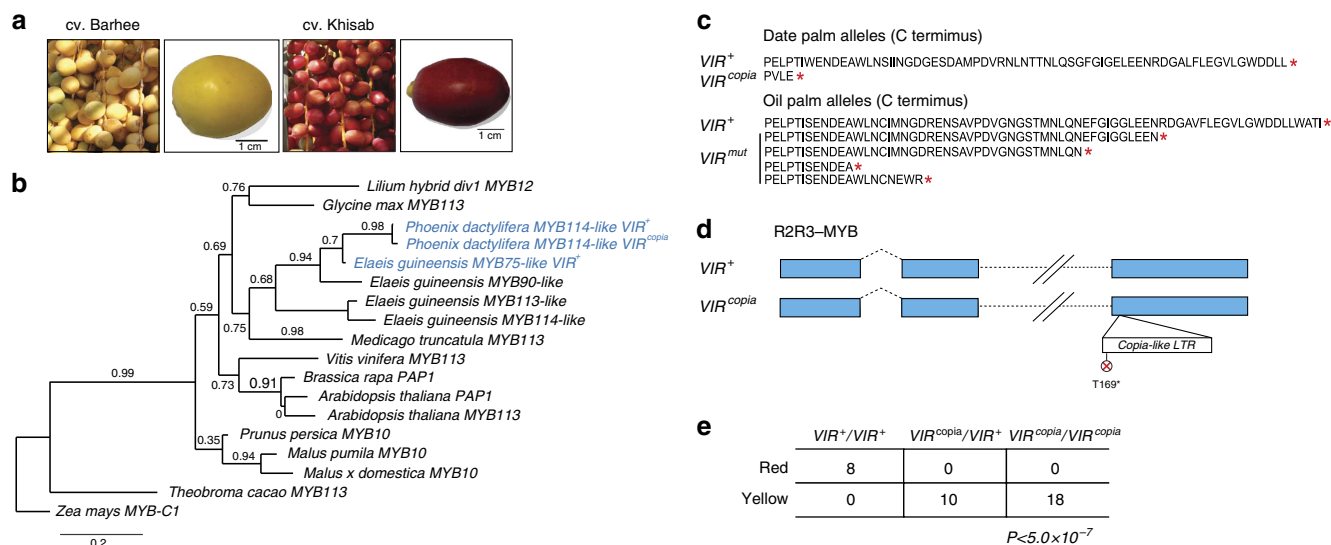 a
cv. Barhee
cv. Khisab
1 cm
1 cm
b
0.76
Lilium hybrid div1 MYB12
Glycine max MYB113
0.69
0.98
Phoenix dactylifera MYB114-like VIR+
0.7
Phoenix dactylifera MYB114-like VIRcopia
0.94
Elaeis guineensis MYB75-like VIR+
0.68
Elaeis guineensis MYB90-like
Elaeis guineensis MYB113-like
0.59
Elaeis guineensis MYB114-like
0.75
0.98
Medicago truncatula MYB113
Vitis vinifera MYB113
0.73
0.91
Brassica rapa PAP1
0.99
Arabidopsis thaliana PAP1
0
Arabidopsis thaliana MYB113
Prunus persica MYB10
0.35
Malus pumila MYB10
0.94
Malus x domestica MYB10
Theobroma cacao MYB113
Zea mays MYB-C1
0.2
c
Date palm alleles (C termimus)
VIR+ PELPTIWENDEAWLNSIINGDGESDAMPDVRNLNTTNLQSGFGIGELEENRDGALFLEGVLGWDDLL *
VIRcopia PVLE *
Oil palm alleles (C termimus)
VIR+ PELPTISENDEAWLNCIMNGDRENSAVPDVGNGSTMNLQNEFGIGGLEENRDGAVFLEGVLGWDDLLWATI *
VIRmut PELPTISENDEAWLNCIMNGDRENSAVPDVGNGSTMNLQNEFGIGGLEEN *
PELPTISENDEAWLNCIMNGDRENSAVPDVGNGSTMNLQN *
PELPTISENDEA *
PELPTISENDEAWLNCNEWR *
d
R2R3–MYB
VIR+
VIRcopia
Copia-like LTR
T169*
e
VIR+/VIR+ VIRcopia/VIR+ VIRcopia/VIRcopia
Red 8 0 0
Yellow 0 10 18
P<5.0×10−7